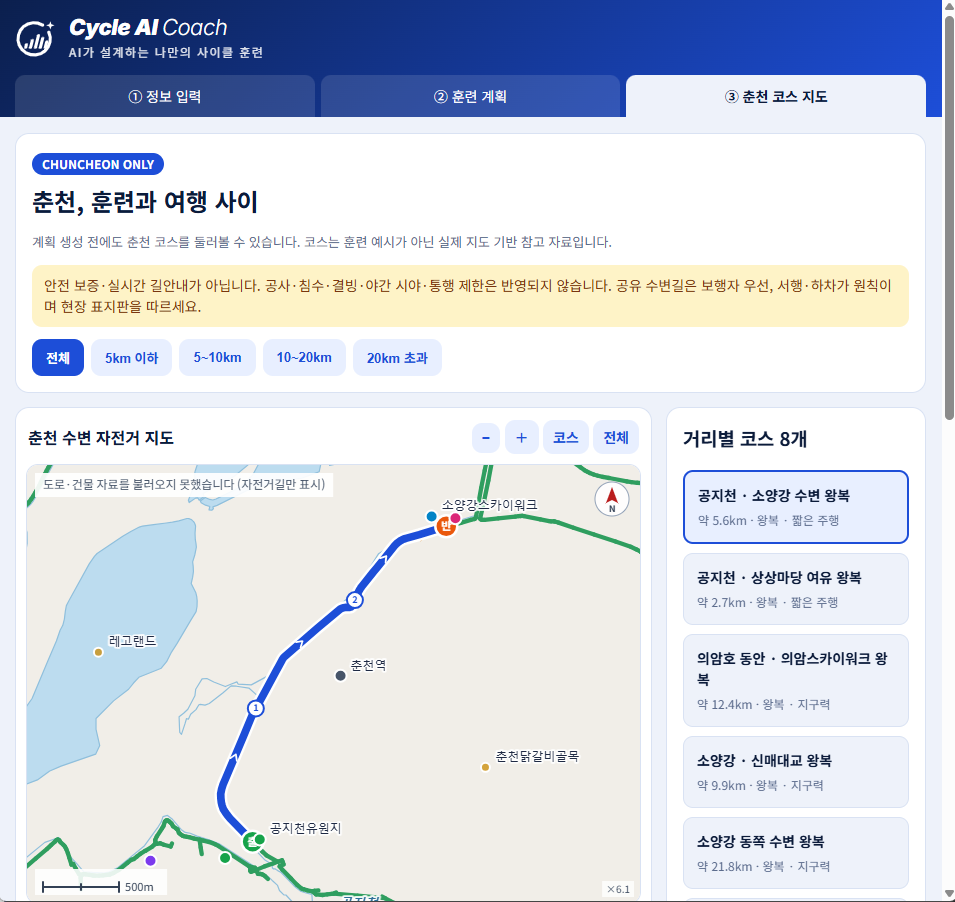 Cycle AI Coach
AI가 설계하는 나만의 사이클 훈련
① 정보 입력
② 훈련 계획
③ 춘천 코스 지도
CHUNCHEON ONLY
춘천, 훈련과 여행 사이
계획 생성 전에도 춘천 코스를 둘러볼 수 있습니다. 코스는 훈련 예시가 아닌 실제 지도 기반 참고 자료입니다.
안전 보증·실시간 길안내가 아닙니다. 공사·침수·결빙·야간 시야·통행 제한은 반영되지 않습니다. 공유 수변길은 보행자 우선, 서행·하차가 원칙이
며 현장 표지판을 따르세요.
전체
5km 이하
5~10km
10~20km
20km 초과
춘천 수변 자전거 지도
−
+
코스
전체
도로·건물 자료를 불러오지 못했습니다 (자전거길만 표시)
N
소양강스카이워크
반
2
레고랜드
춘천역
1
춘천닭갈비골목
공지천유원지
500m
×6.1
거리별 코스 8개
공지천 · 소양강 수변 왕복
약 5.6km · 왕복 · 짧은 주행
공지천 · 상상마당 여유 왕복
약 2.7km · 왕복 · 짧은 주행
의암호 동안 · 의암스카이워크 왕
복
약 12.4km · 왕복 · 지구력
소양강 · 신매대교 왕복
약 9.9km · 왕복 · 지구력
소양강 동쪽 수변 왕복
약 21.8km · 왕복 · 지구력